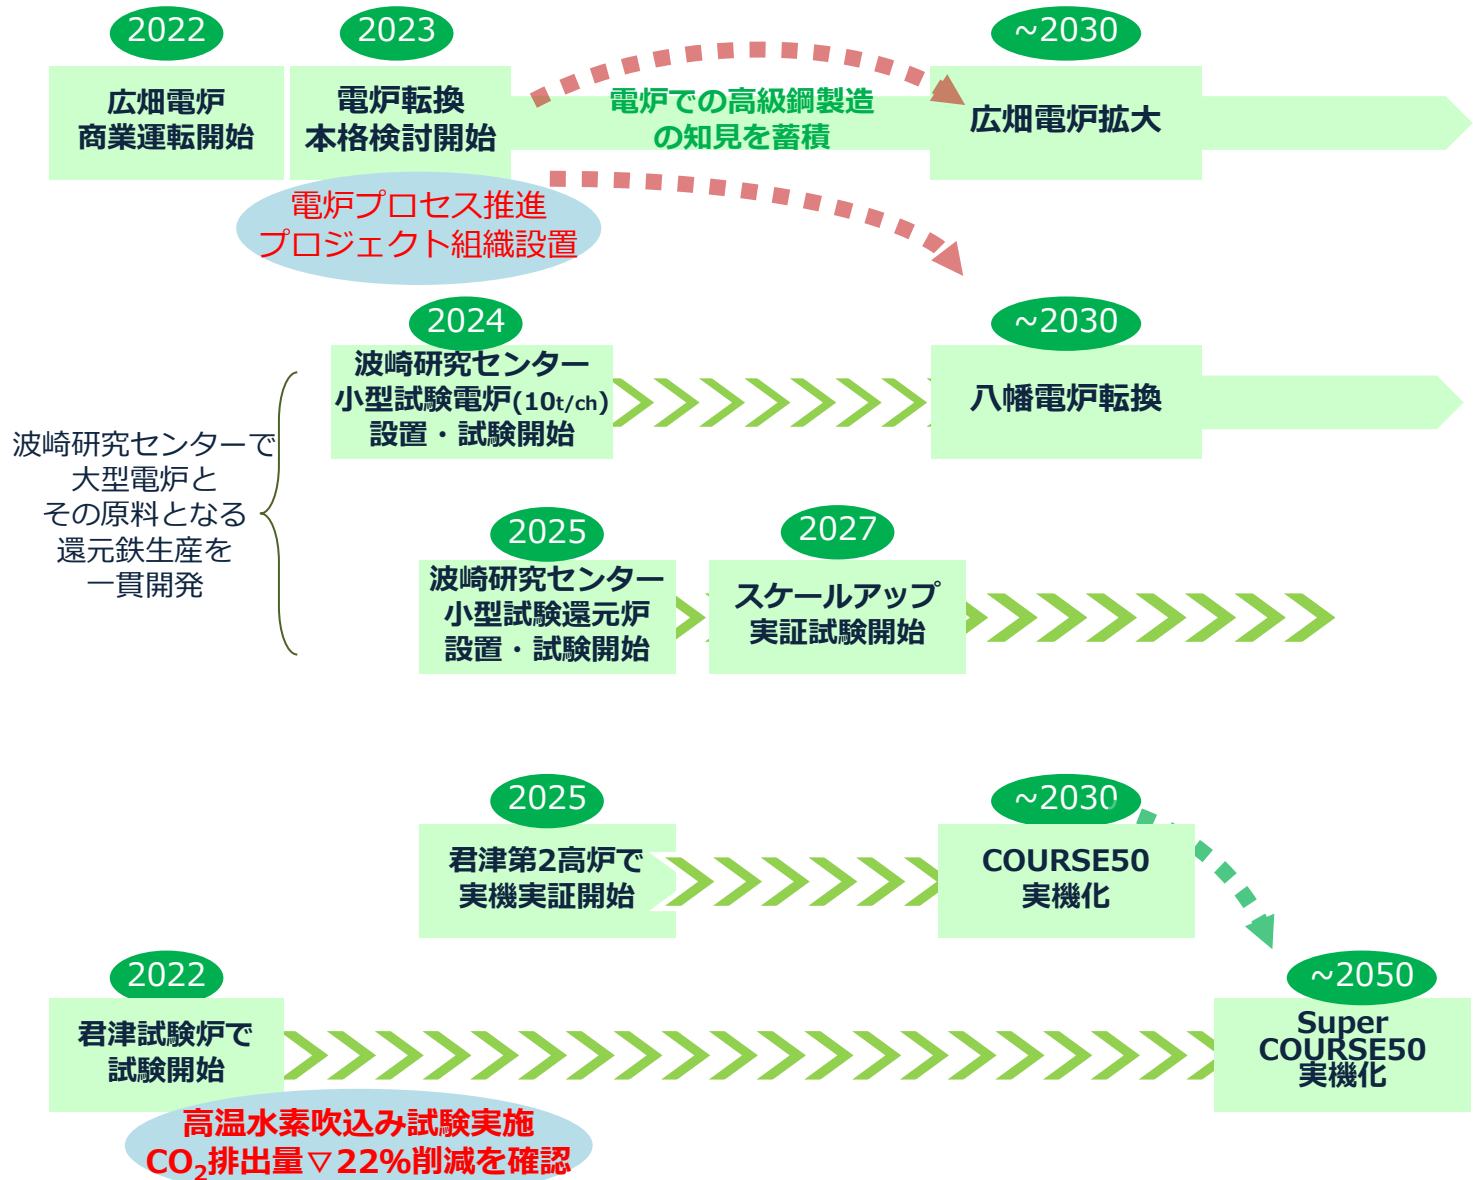 2022
広畑電炉
商業運転開始
2023
電炉転換
本格検討開始
電炉プロセス推進
プロジェクト組織設置
電炉での高級鋼製造
の知見を蓄積
~2030
広畑電炉拡大
2024
波崎研究センター
小型試験電炉(10t/ch)
設置・試験開始
~2030
八幡電炉転換
波崎研究センターで
大型電炉と
その原料となる
還元鉄生産を
一貫開発
2025
波崎研究センター
小型試験還元炉
設置・試験開始
2027
スケールアップ
実証試験開始
2025
君津第2高炉で
実機実証開始
~2030
COURSE50
実機化
2022
君津試験炉で
試験開始
高温水素吹込み試験実施
CO₂排出量▽22%削減を確認
~2050
Super
COURSE50
実機化